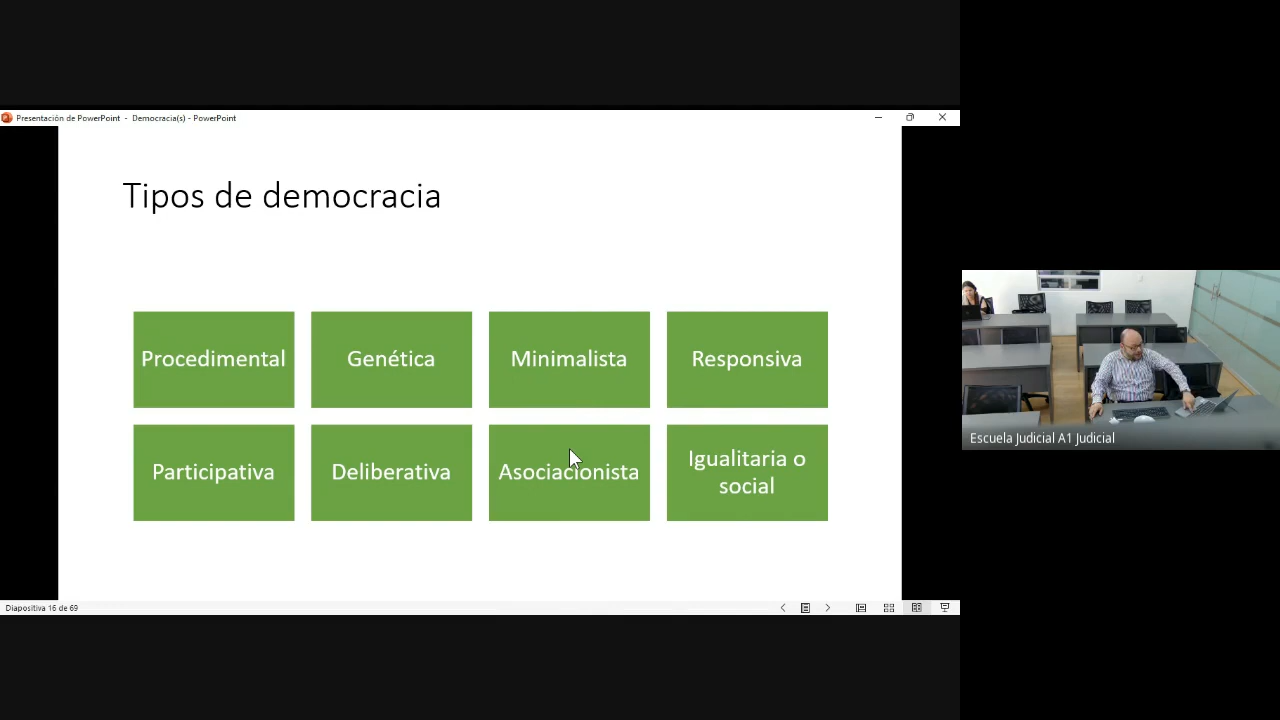 Presentación de PowerPoint - Democracia(s) - PowerPoint
Tipos de democracia
Procedimental
Genética
Minimalista
Responsiva
Participativa
Deliberativa
Asociacionista
Igualitaria o
social
Diapositiva 16 de 69
Escuela Judicial A1 Judicial